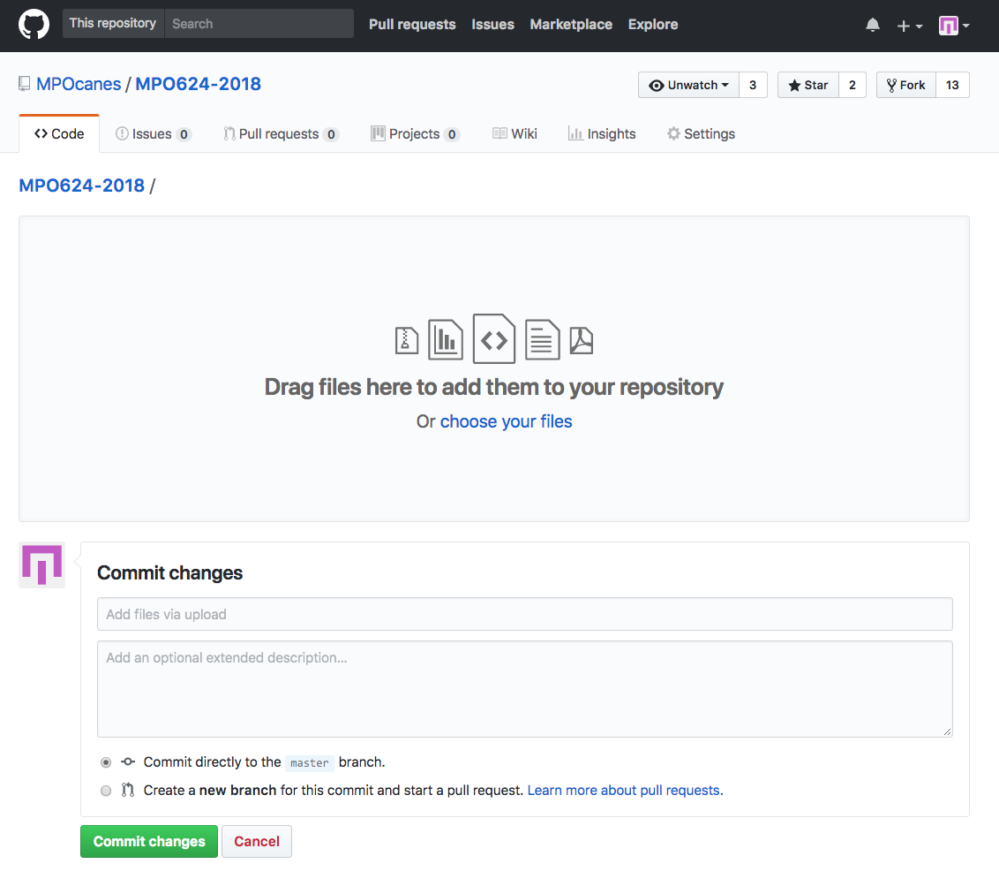 This repository Search Pull requests Issues Marketplace Explore
MPOcanes / MPO624-2018 Unwatch 3 Star 2 Fork 13
Code Issues 0 Pull requests 0 Projects 0 Wiki Insights Settings
MPO624-2018 /
Drag files here to add them to your repository
Or choose your files
Commit changes
Add files via upload
Add an optional extended description...
Commit directly to the master branch.
Create a new branch for this commit and start a pull request. Learn more about pull requests.
Commit changes Cancel